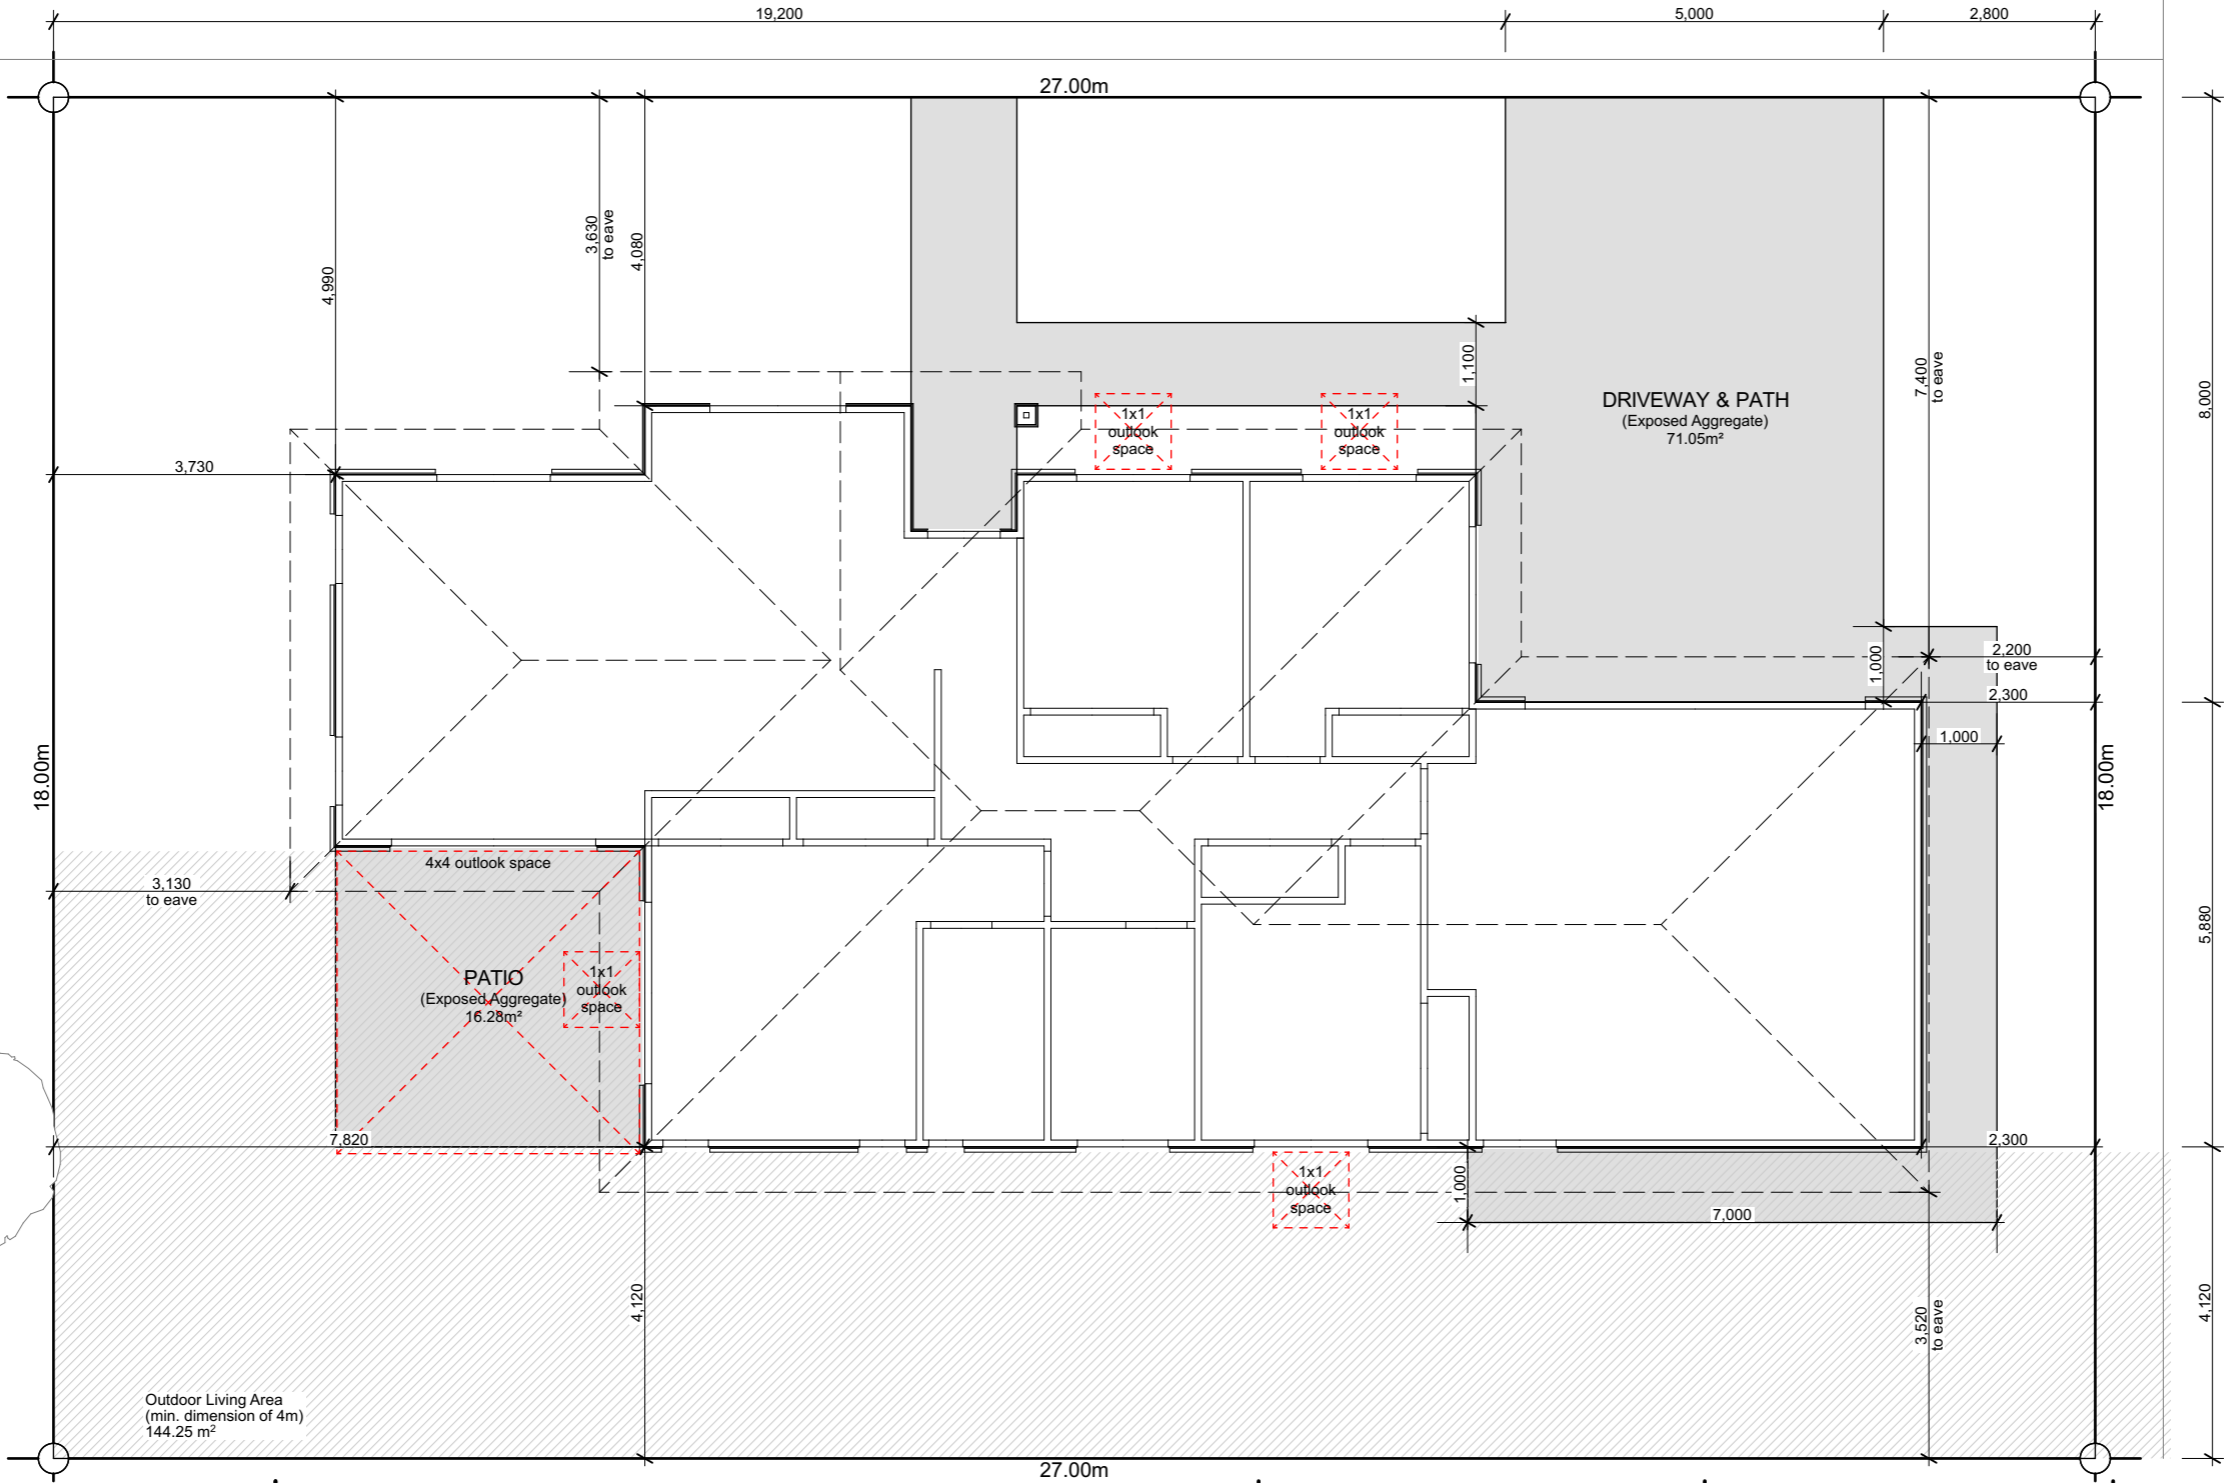 19,200
5,000
2,800
27.00m
3,630
to eave
4,080
4,990
1,100
7,400
to eave
8,000
DRIVEWAY & PATH
(Exposed Aggregate)
71.05m²
1x1
outlook
space
1x1
outlook
space
3,730
1,000
2,200
to eave
2,300
1,000
18.00m
18.00m
4x4 outlook space
3,130
to eave
5,880
PATIO
(Exposed Aggregate)
16.28m²
1x1
outlook
space
7,820
2,300
1x1
outlook
space
1,000
7,000
4,120
3,520
to eave
4,120
Outdoor Living Area
(min. dimension of 4m)
144.25 m²
27.00m